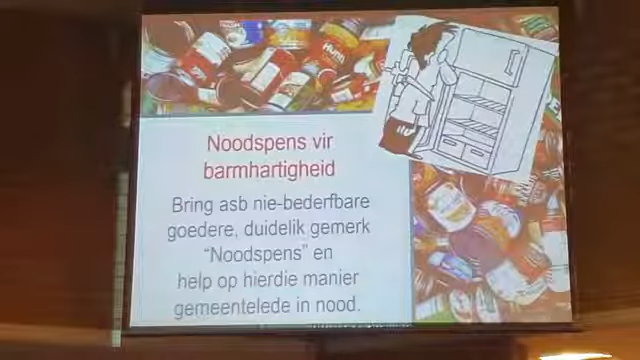 Noodspens vir
barmhartigheid
Bring asb nie-bederfbare
goedere, duidelik gemerk
“Noodspens” en
help op hierdie manier
gemeentelede in nood.